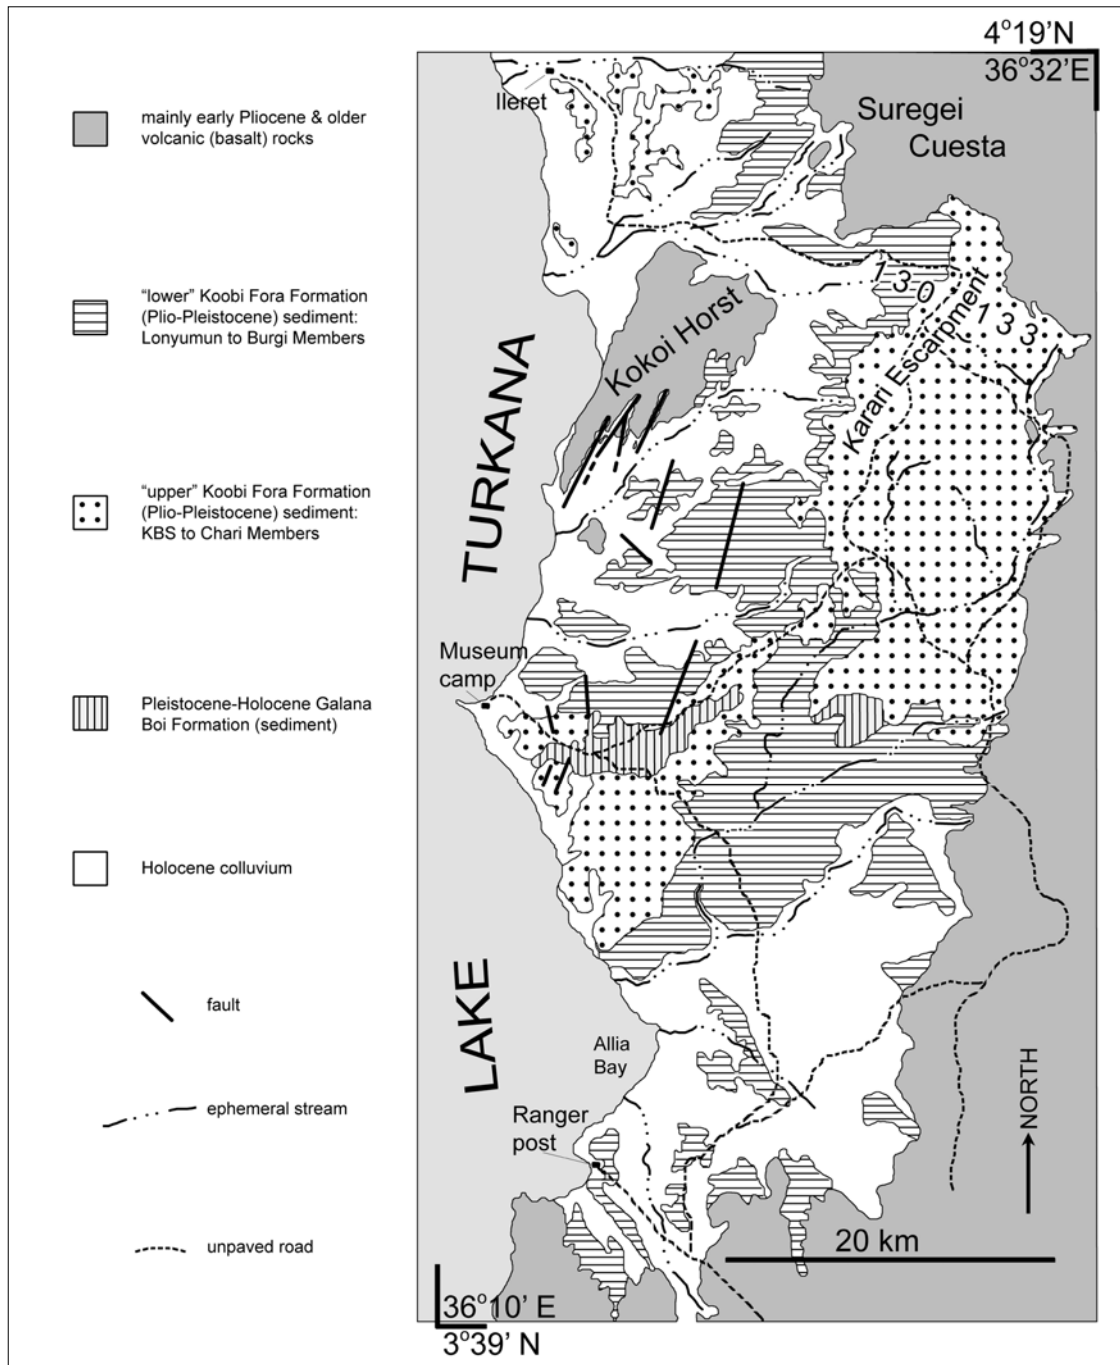 mainly early Pliocene & older
volcanic (basalt) rocks
“lower” Koobi Fora Formation
(Plio-Pleistocene) sediment:
Lonyumun to Burgi Members
“upper” Koobi Fora Formation
(Plio-Pleistocene) sediment:
KBS to Chari Members
Pleistocene-Holocene Galana
Boi Formation (sediment)
Holocene colluvium
fault
ephemeral stream
unpaved road
4°19’N
36°32’E
Ileret
Suregei
Cuesta
130
133
Karari Escarpment
Kokoi Horst
LAKE TURKANA
Museum
camp
Allia
Bay
Ranger
post
NORTH
20 km
36°10’ E
3°39’ N